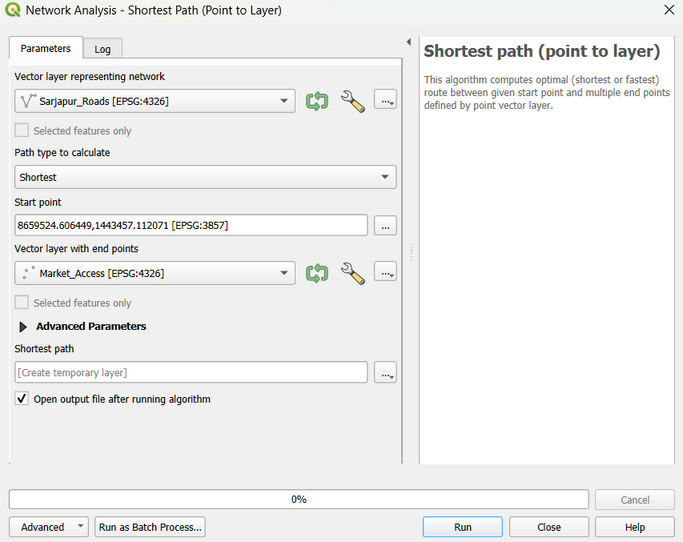 Network Analysis - Shortest Path (Point to Layer)
Parameters
Log
Vector layer representing network
Sarjapur_Roads [EPSG:4326]
...
Selected features only
Path type to calculate
Shortest
Start point
8659524.606449,1443457.112071 [EPSG:3857]
...
Vector layer with end points
Market_Access [EPSG:4326]
...
Selected features only
Advanced Parameters
Shortest path
[Create temporary layer]
...
Open output file after running algorithm
Shortest path (point to layer)
This algorithm computes optimal (shortest or fastest)
route between given start point and multiple end points
defined by point vector layer.
0%
Cancel
Advanced
Run as Batch Process...
Run
Close
Help